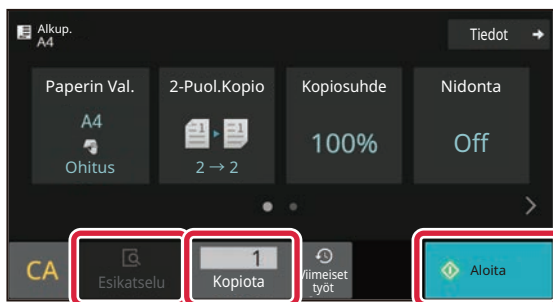 Alkup.
A4
Tiedot
Paperin Val.
A4
Ohitus
2-Puol.Kopio
2 → 2
Kopiosuhde
100%
Nidonta
Off
CA
Esikatselu
1
Kopiota
Viimeiset
työt
Aloita